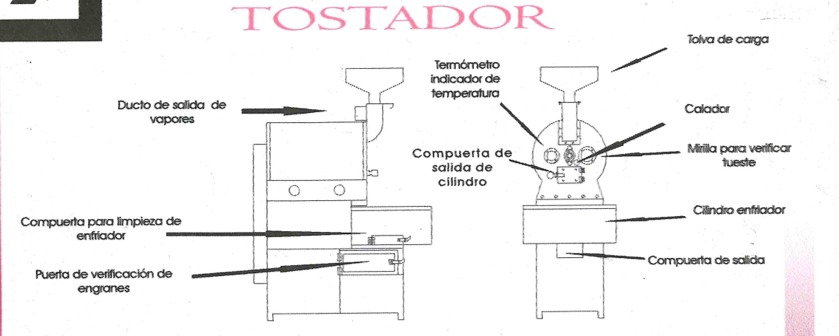 TOSTADOR
Ducto de salida de
vapores
Compuerta para limpieza de
enfriador
Puerta de verificación de
engranes
Termómetro
indicador de
temperatura
Compuerta de
salida de
cilindro
Tolva de carga
Calador
Mirilla para verificar
tueste
Cilindro enfriador
Compuerta de salida